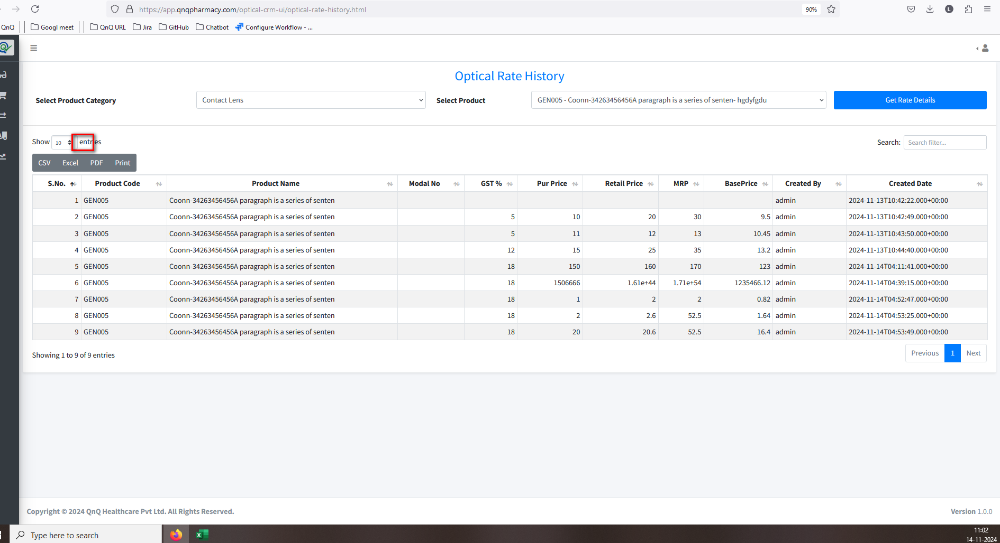 https://app.qnqpharmacy.com/optical-crm-ui/optical-rate-history.html 90% L
QnQ Googl meet QnQ URL Jira GitHub Chatbot Configure Workflow - ...
Optical Rate History
Select Product Category Contact Lens Select Product GEN005 - Coonn-34263456456A paragraph is a series of senten- hgdyfgdu Get Rate Details
Show 10 entries Search: Search filter...
CSV Excel PDF Print
S.No. Product Code Product Name Modal No GST % Pur Price Retail Price MRP BasePrice Created By Created Date
1 GEN005 Coonn-34263456456A paragraph is a series of senten admin 2024-11-13T10:42:22.000+00:00
2 GEN005 Coonn-34263456456A paragraph is a series of senten 5 10 20 30 9.5 admin 2024-11-13T10:42:49.000+00:00
3 GEN005 Coonn-34263456456A paragraph is a series of senten 5 11 12 13 10.45 admin 2024-11-13T10:43:50.000+00:00
4 GEN005 Coonn-34263456456A paragraph is a series of senten 12 15 25 35 13.2 admin 2024-11-13T10:44:40.000+00:00
5 GEN005 Coonn-34263456456A paragraph is a series of senten 18 150 160 170 123 admin 2024-11-14T04:11:41.000+00:00
6 GEN005 Coonn-34263456456A paragraph is a series of senten 18 1506666 1.61e+44 1.71e+54 1235466.12 admin 2024-11-14T04:39:15.000+00:00
7 GEN005 Coonn-34263456456A paragraph is a series of senten 18 1 2 2 0.82 admin 2024-11-14T04:52:47.000+00:00
8 GEN005 Coonn-34263456456A paragraph is a series of senten 18 2 2.6 52.5 1.64 admin 2024-11-14T04:53:25.000+00:00
9 GEN005 Coonn-34263456456A paragraph is a series of senten 18 20 20.6 52.5 16.4 admin 2024-11-14T04:53:49.000+00:00
Showing 1 to 9 of 9 entries Previous 1 Next
Copyright © 2024 QnQ Healthcare Pvt Ltd. All Rights Reserved. Version 1.0.0
Type here to search 11:02
14-11-2024